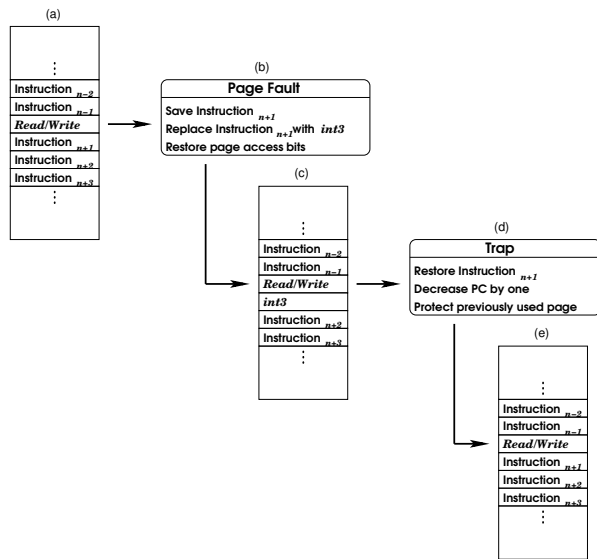 (a)
⋮
Instruction n−2
Instruction n−1
Read/Write
Instruction n+1
Instruction n+2
Instruction n+3
⋮
(b)
Page Fault
Save Instruction n+1
Replace Instruction n+1 with int3
Restore page access bits
(c)
⋮
Instruction n−2
Instruction n−1
Read/Write
int3
Instruction n+2
Instruction n+3
⋮
(d)
Trap
Restore Instruction n+1
Decrease PC by one
Protect previously used page
(e)
⋮
Instruction n−2
Instruction n−1
Read/Write
Instruction n+1
Instruction n+2
Instruction n+3
⋮